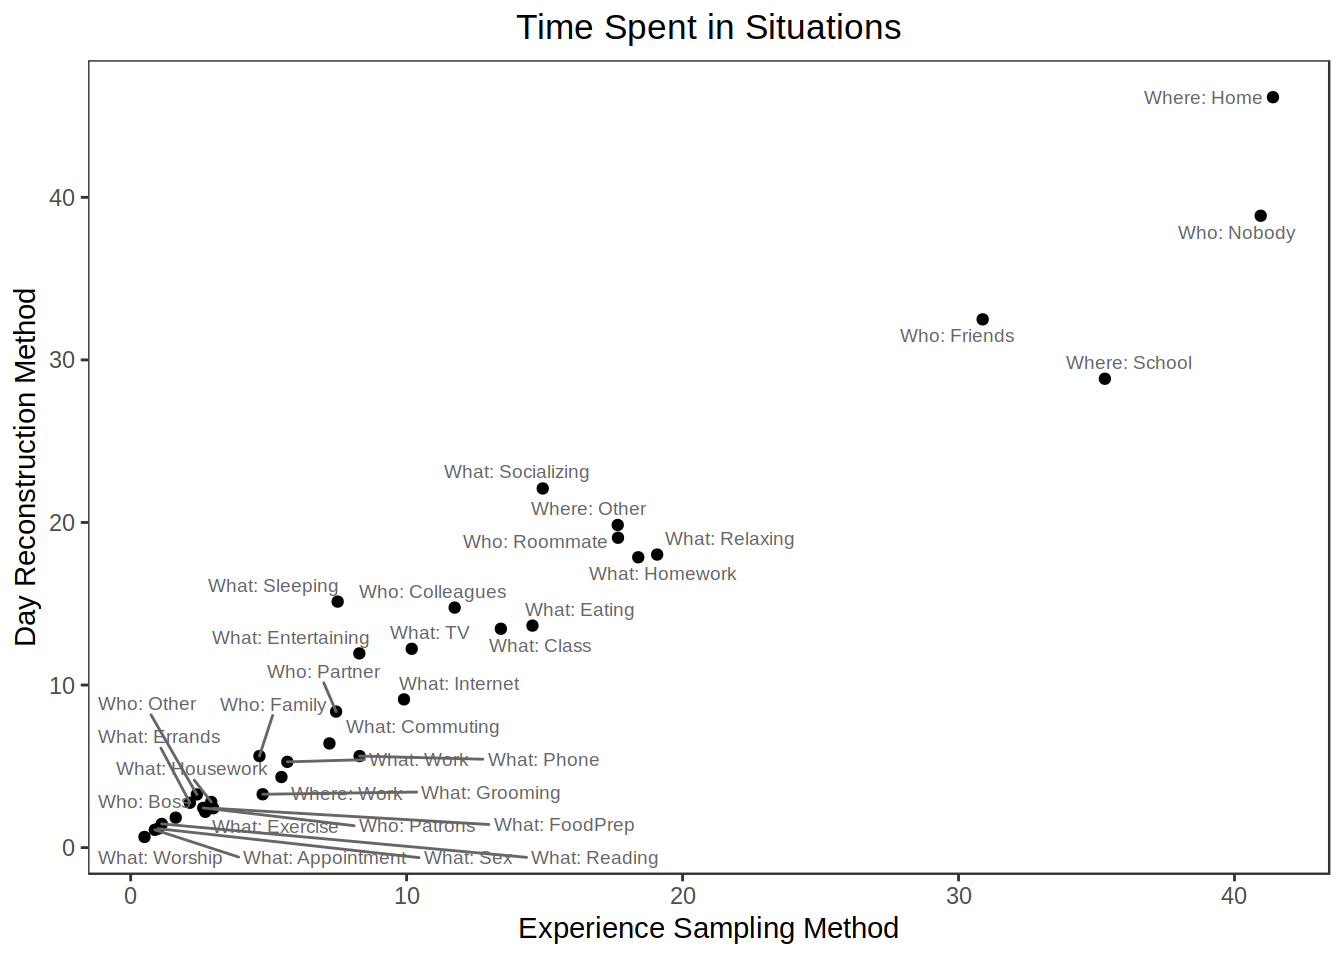 Time Spent in Situations
Where: Home
40
Who: Nobody
Who: Friends
30
Where: School
What: Socializing
Where: Other
20
Who: Roommate
What: Relaxing
What: Homework
What: Sleeping
Who: Colleagues
What: Eating
What: Entertaining
What: TV
What: Class
Who: Partner
10
What: Internet
Who: Other
Who: Family
What: Commuting
What: Errands
What: Work
What: Phone
What: Housework
Who: Boss
Where: Work
What: Grooming
What: Exercise
Who: Patrons
What: FoodPrep
0
What: Worship
What: Appointment
What: Sex
What: Reading
0
10
20
30
40
Experience Sampling Method
Day Reconstruction Method